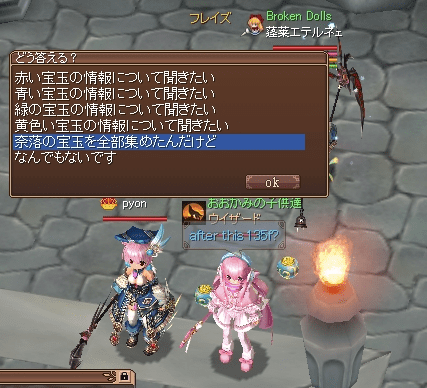 フレイズ
Broken Dolls
蓬莱エテルネェ
どう答える？
赤い宝玉の情報について聞きたい
青い宝玉の情報について聞きたい
緑の宝玉の情報について聞きたい
黄色い宝玉の情報について聞きたい
奈落の宝玉を全部集めたんだけど
なんでもないです
ok
pyon
おおかみの子供達
ウィザード
after this 135f?